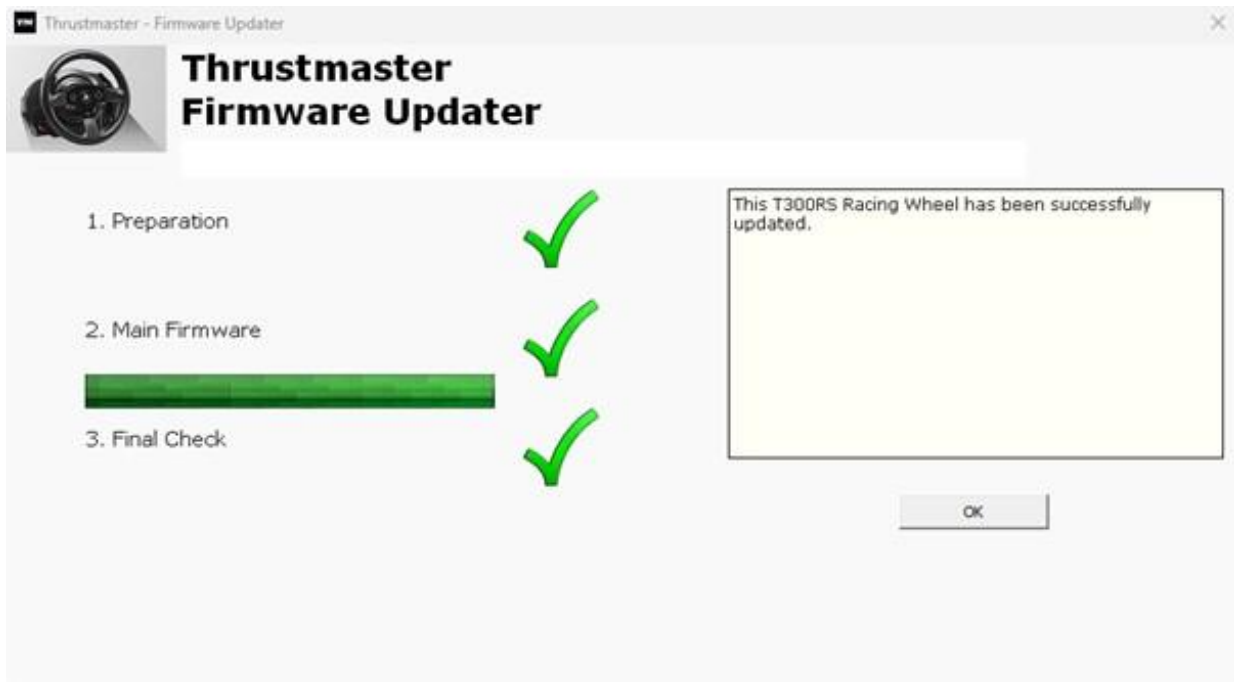 Thrustmaster - Firmware Updater
Thrustmaster
Firmware Updater
1. Preparation
2. Main Firmware
3. Final Check
This T300RS Racing Wheel has been successfully
updated.
OK